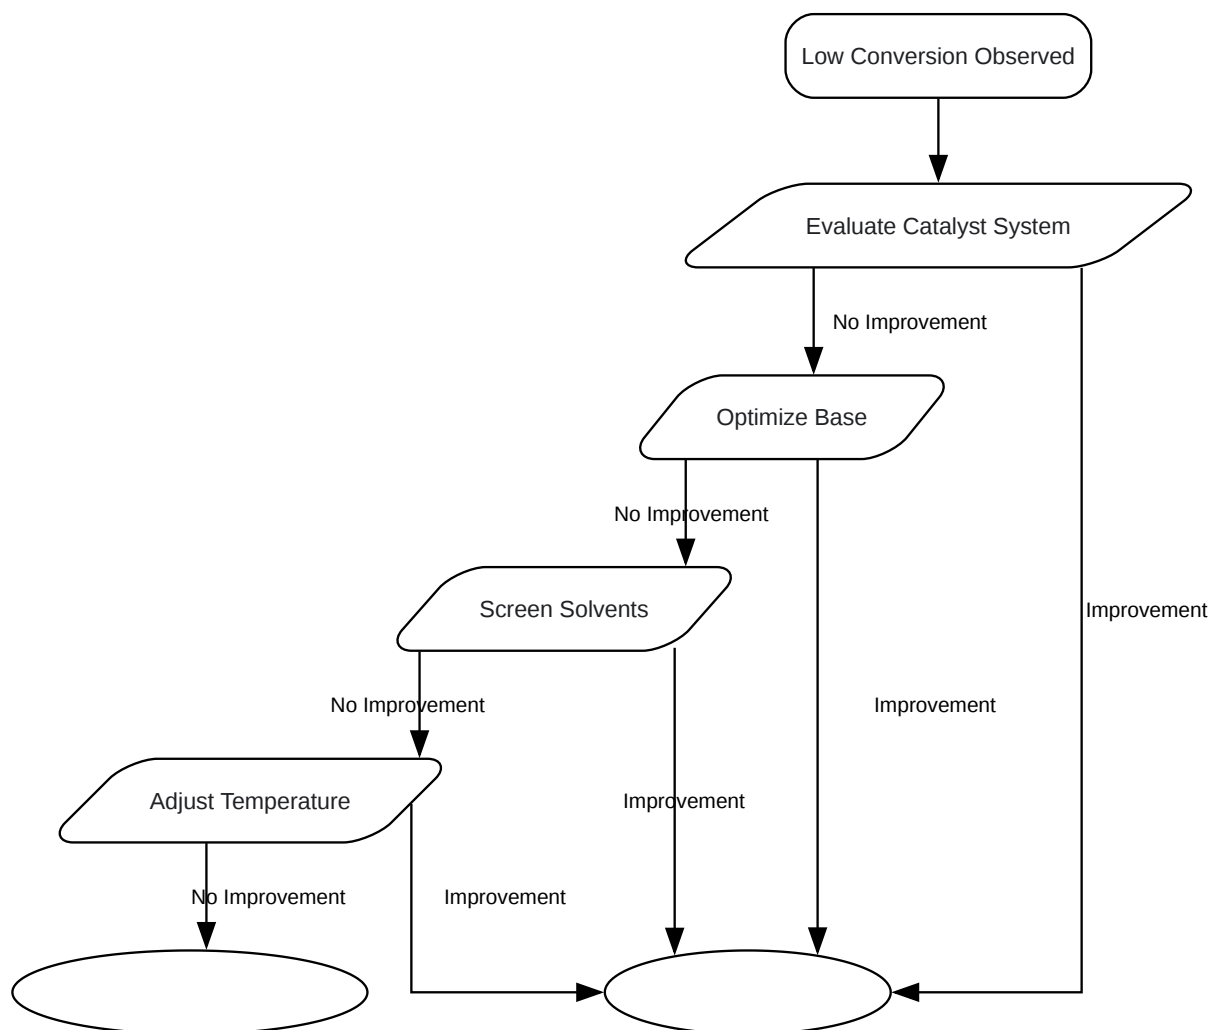 Low Conversion Observed
Evaluate Catalyst System
No Improvement
Optimize Base
No Improvement
Screen Solvents
Improvement
No Improvement
Improvement
Adjust Temperature
Improvement
No Improvement
Improvement